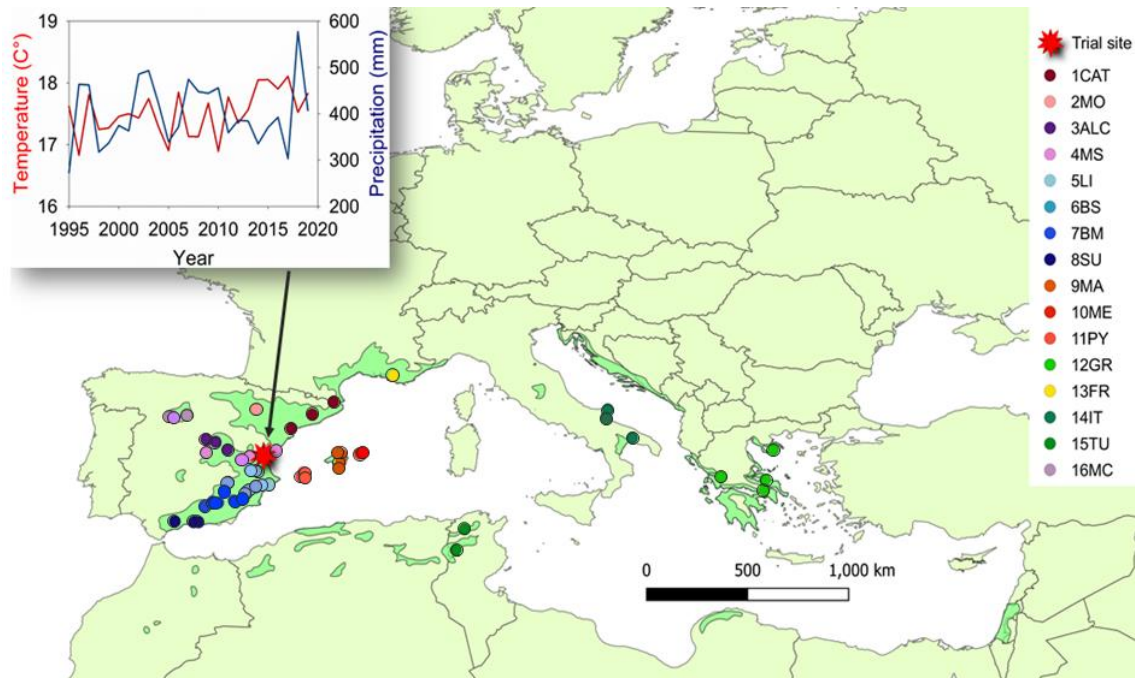 19
18
17
16
Temperature (C°)
600
500
400
300
200
Precipitation (mm)
1995 2000 2005 2010 2015 2020
Year
Trial site
1CAT
2MO
3ALC
4MS
5LI
6BS
7BM
8SU
9MA
10ME
11PY
12GR
13FR
14IT
15TU
16MC
0 500 1,000 km